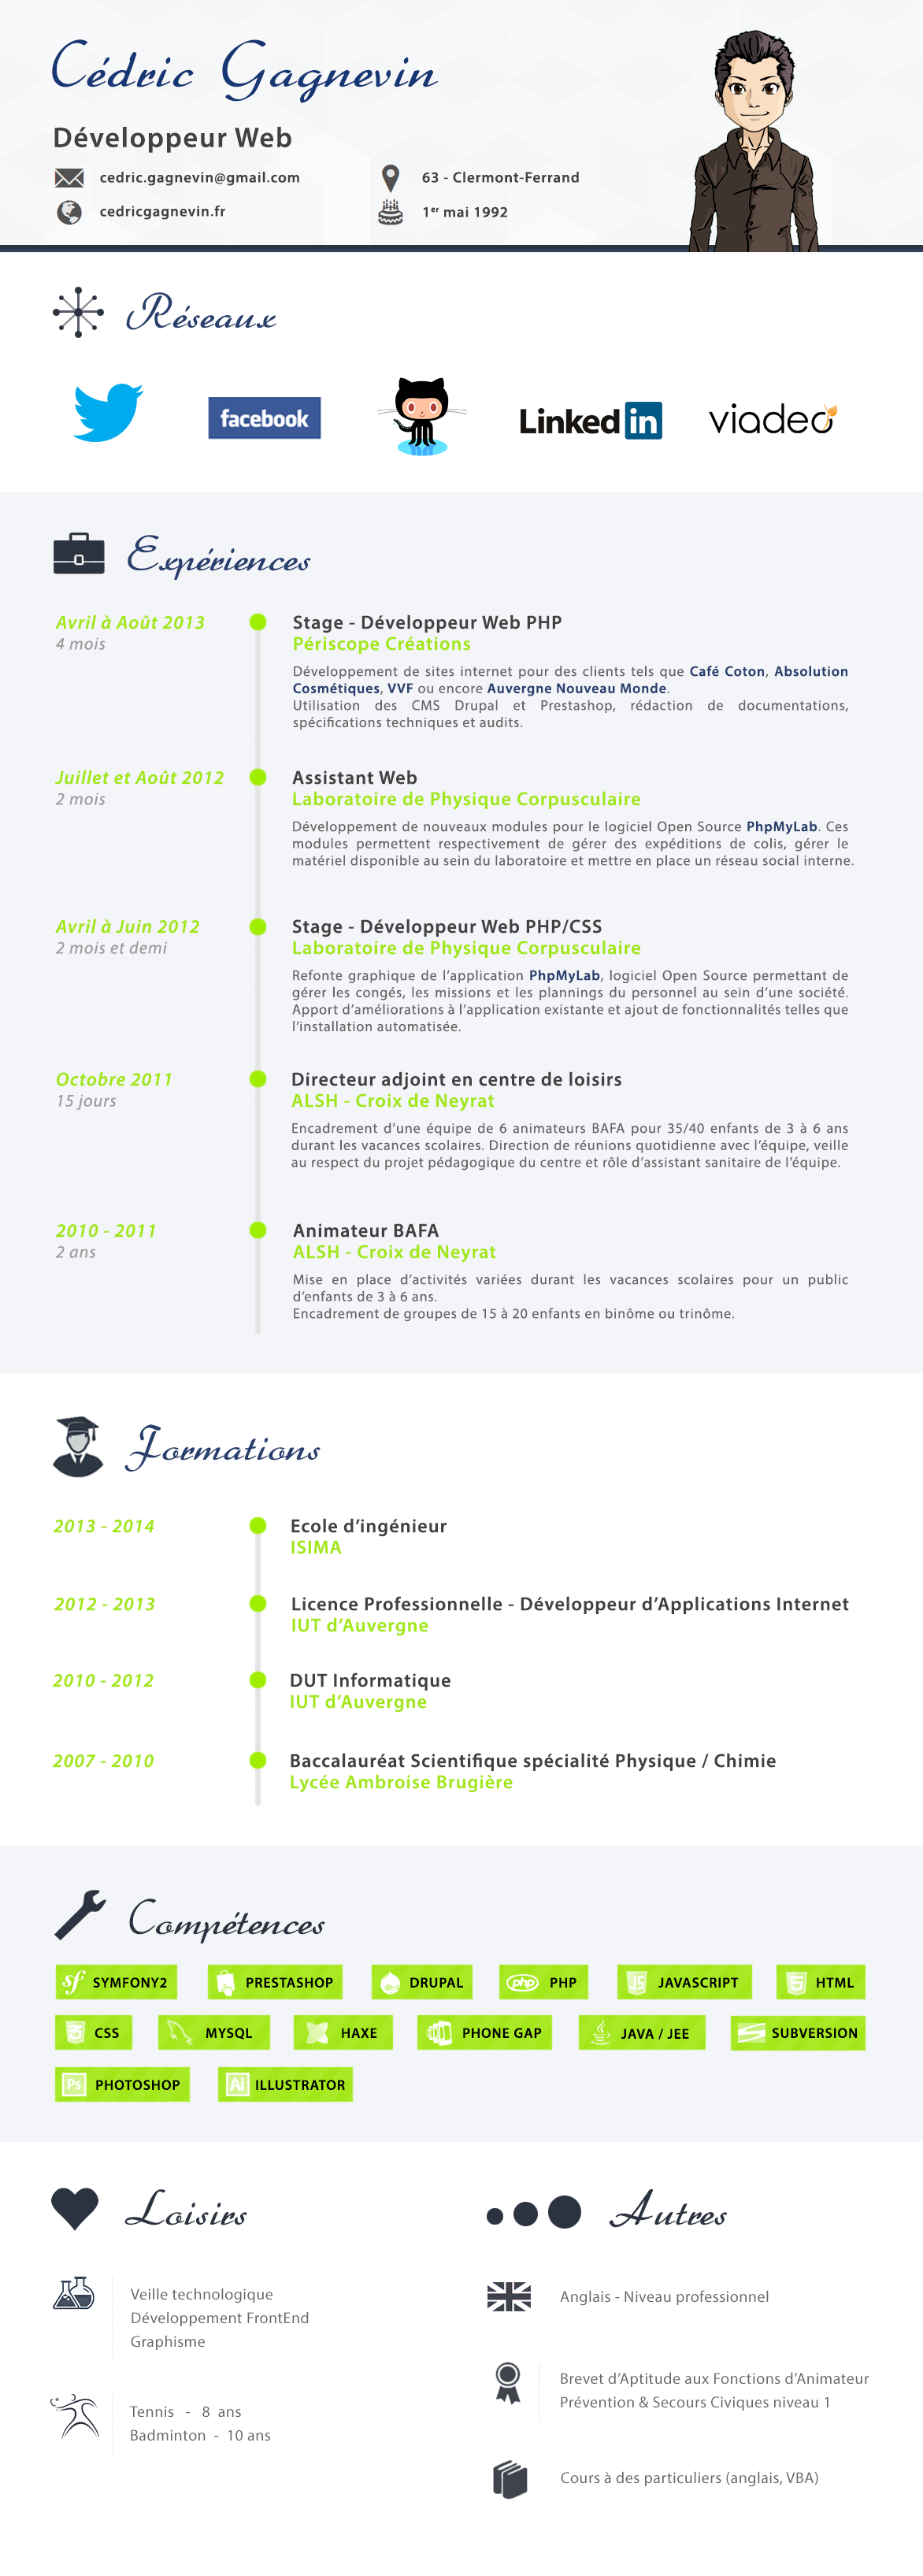 Cédric Gagnevin
Développeur Web
cedric.gagnevin@gmail.com
63 - Clermont-Ferrand
cedricgagnevin.fr
1er mai 1992
Réseaux
facebook
Linked in
viadeo
Expériences
Avril à Août 2013
4 mois
Stage - Développeur Web PHP
Périscope Créations
Développement de sites internet pour des clients tels que Café Coton, Absolution
Cosmétiques, VVF ou encore Auvergne Nouveau Monde.
Utilisation des CMS Drupal et Prestashop, rédaction de documentations,
spécifications techniques et audits.
Juillet et Août 2012
2 mois
Assistant Web
Laboratoire de Physique Corpusculaire
Développement de nouveaux modules pour le logiciel Open Source PhpMyLab. Ces
modules permettent respectivement de gérer des expéditions de colis, gérer le
matériel disponible au sein du laboratoire et mettre en place un réseau social interne.
Avril à Juin 2012
2 mois et demi
Stage - Développeur Web PHP/CSS
Laboratoire de Physique Corpusculaire
Refonte graphique de l'application PhpMyLab, logiciel Open Source permettant de
gérer les congés, les missions et les plannings du personnel au sein d'une société.
Apport d'améliorations à l'application existante et ajout de fonctionnalités telles que
l'installation automatisée.
Octobre 2011
15 jours
Directeur adjoint en centre de loisirs
ALSH - Croix de Neyrat
Encadrement d'une équipe de 6 animateurs BAFA pour 35/40 enfants de 3 à 6 ans
durant les vacances scolaires. Direction de réunions quotidienne avec l'équipe, veille
au respect du projet pédagogique du centre et rôle d'assistant sanitaire de l'équipe.
2010 - 2011
2 ans
Animateur BAFA
ALSH - Croix de Neyrat
Mise en place d'activités variées durant les vacances scolaires pour un public
d'enfants de 3 à 6 ans.
Encadrement de groupes de 15 à 20 enfants en binôme ou trinôme.
Formations
2013 - 2014
Ecole d'ingénieur
ISIMA
2012 - 2013
Licence Professionnelle - Développeur d'Applications Internet
IUT d'Auvergne
2010 - 2012
DUT Informatique
IUT d'Auvergne
2007 - 2010
Baccalauréat Scientifique spécialité Physique / Chimie
Lycée Ambroise Brugière
Compétences
sf SYMFONY2
PRESTASHOP
DRUPAL
php PHP
JS JAVASCRIPT
5 HTML
3 CSS
MYSQL
HAXE
PHONE GAP
JAVA / JEE
SUBVERSION
Ps PHOTOSHOP
Ai ILLUSTRATOR
Loisirs
Veille technologique
Développement FrontEnd
Graphisme
Tennis - 8 ans
Badminton - 10 ans
Autres
Anglais - Niveau professionnel
Brevet d'Aptitude aux Fonctions d'Animateur
Prévention & Secours Civiques niveau 1
Cours à des particuliers (anglais, VBA)